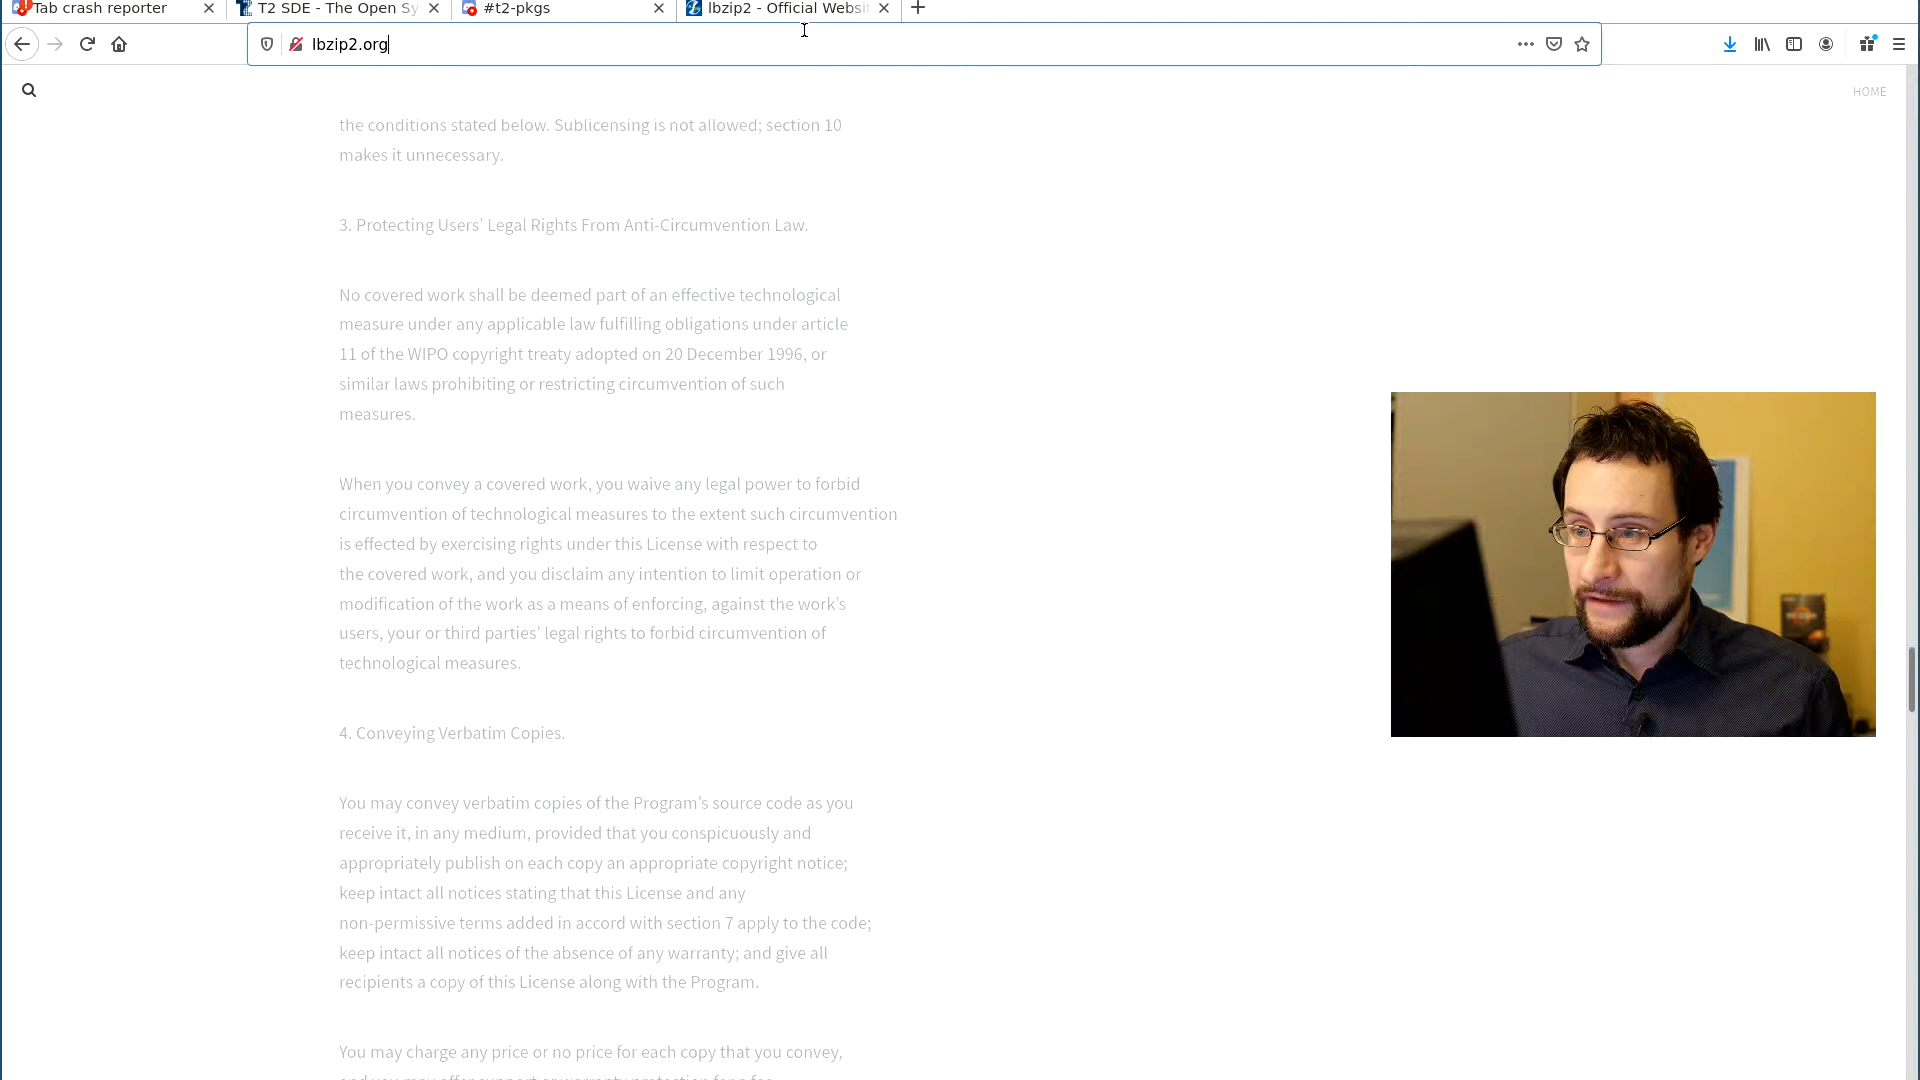 Tab crash reporter
T2 SDE - The Open Sy
#t2-pkgs
lbzip2 - Official Websi
lbzip2.org
HOME
the conditions stated below. Sublicensing is not allowed; section 10
makes it unnecessary.
3. Protecting Users’ Legal Rights From Anti-Circumvention Law.
No covered work shall be deemed part of an effective technological
measure under any applicable law fulfilling obligations under article
11 of the WIPO copyright treaty adopted on 20 December 1996, or
similar laws prohibiting or restricting circumvention of such
measures.
When you convey a covered work, you waive any legal power to forbid
circumvention of technological measures to the extent such circumvention
is effected by exercising rights under this License with respect to
the covered work, and you disclaim any intention to limit operation or
modification of the work as a means of enforcing, against the work’s
users, your or third parties’ legal rights to forbid circumvention of
technological measures.
4. Conveying Verbatim Copies.
You may convey verbatim copies of the Program’s source code as you
receive it, in any medium, provided that you conspicuously and
appropriately publish on each copy an appropriate copyright notice;
keep intact all notices stating that this License and any
non-permissive terms added in accord with section 7 apply to the code;
keep intact all notices of the absence of any warranty; and give all
recipients a copy of this License along with the Program.
You may charge any price or no price for each copy that you convey,